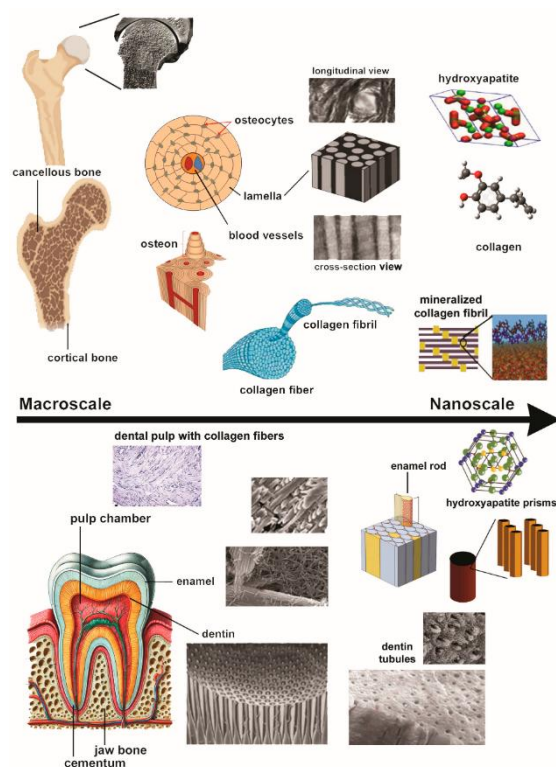 longitudinal view
hydroxyapatite
osteocytes
cancellous bone
lamella
blood vessels
collagen
osteon
cross-section view
mineralized
collagen fibril
collagen fibril
cortical bone
collagen fiber
Macroscale
Nanoscale
dental pulp with collagen fibers
enamel rod
hydroxyapatite prisms
pulp chamber
enamel
dentin
dentin
tubules
jaw bone
cementum